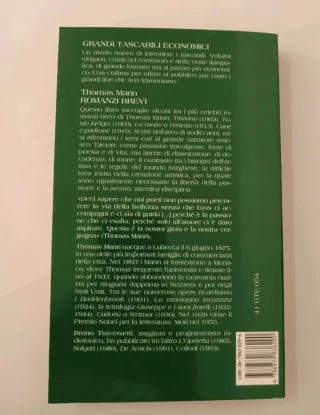 GRANDI TASCABILI ECONOMICI
Un modo nuovo di intendere i tascabili. Volumi
eleganti, curati nel contenuto e nella veste tipogra-
fica, di grande formato ma al prezzo più economi-
co. Una collana per offrire al pubblico più vasto i
grandi libri che non tramontano.
Thomas Mann
ROMANZI BREVI
Questo libro raccoglie alcuni tra i più celebri ro-
manzi brevi di Thomas Mann: Tristano (1903), To-
nio Kröger (1903), La morte a Venezia (1913), Cane
e padrone (1919). Scritti nell'arco di sedici anni, es-
si affrontano i temi cari al grande narratore tede-
sco: l'amore come passione travolgente, fonte di
poesia e di vita, ma anche di dissoluzione, di de-
cadenza, di morte; il contrasto tra i bisogni dell'ar-
tista e le regole del mondo borghese; la difficile
lotta insita nella creazione artistica, per la quale
sono ugualmente necessarie la libertà della passio-
ne e la severa, ascetica disciplina.
«Devi sapere che noi poeti non possiamo percor-
rere la via della bellezza senza che Eros ci ac-
compagni e ci sia di guida (...) perché è la passio-
ne che ci esalta, perché solo all'amore ci è dato
aspirare. Questa è la nostra gioia e la nostra ver-
gogna» (Thomas Mann).
Thomas Mann nacque a Lubecca il 6 giugno 1875,
in una delle più importanti famiglie di commercianti
della città. Nel 1893 i Mann si trasferirono a Mona-
co, dove Thomas frequentò l'università e rimase fi-
no al 1933, quando abbandonò la Germania nazi-
sta per rifugiarsi dapprima in Svizzera e poi negli
Stati Uniti. Tra le sue numerose opere ricordiamo
I Buddenbrook (1901), La montagna incantata
(1924), la tetralogia Giuseppe e i suoi fratelli (1933-
1944), Carlotta a Weimar (1939). Nel 1929 vinse il
Premio Nobel per la letteratura. Morì nel 1955.
Bruno Traversetti, saggista e programmista ra-
diofonico, ha pubblicato tra l'altro L'Operetta (1985),
Salgari (1989), De Amicis (1991), Collodi (1993).
41 GTE 054